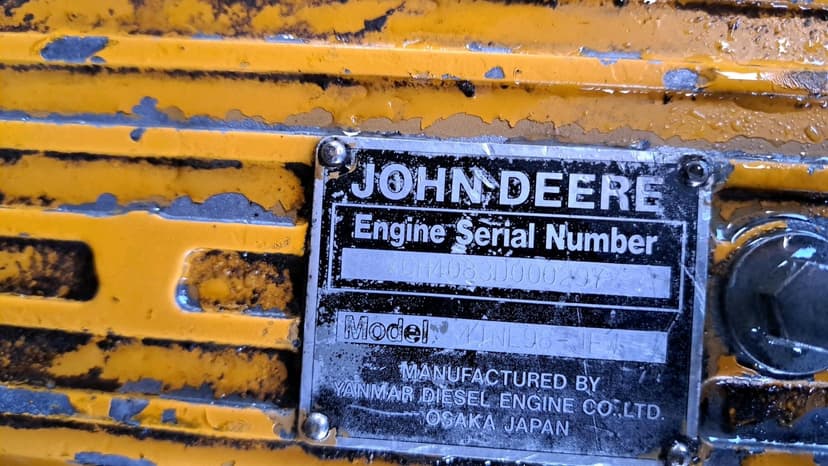 JOHN DEERE
Engine Serial Number
Model
MANUFACTURED BY
YANMAR DIESEL ENGINE CO.,LTD.
OSAKA JAPAN